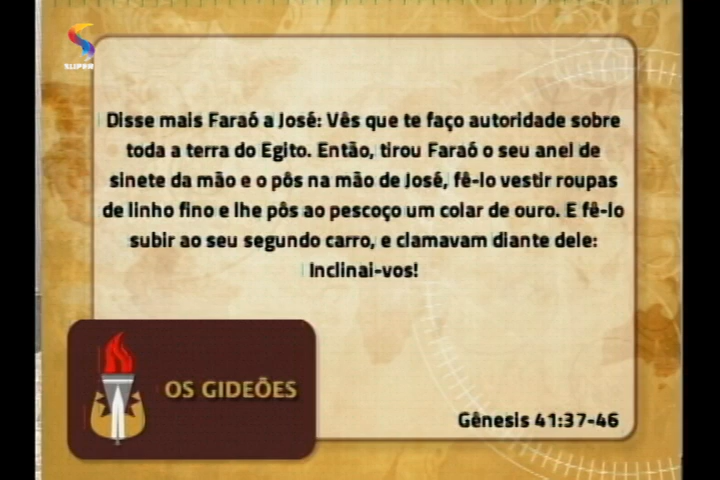 SUPER
Disse mais Faraó a José: Vês que te faço autoridade sobre
toda a terra do Egito. Então, tirou Faraó o seu anel de
sinete da mão e o pôs na mão de José, fê-lo vestir roupas
de linho fino e lhe pôs ao pescoço um colar de ouro. E fê-lo
subir ao seu segundo carro, e clamavam diante dele:
Inclinai-vos!
OS GIDEÕES
Gênesis 41:37-46